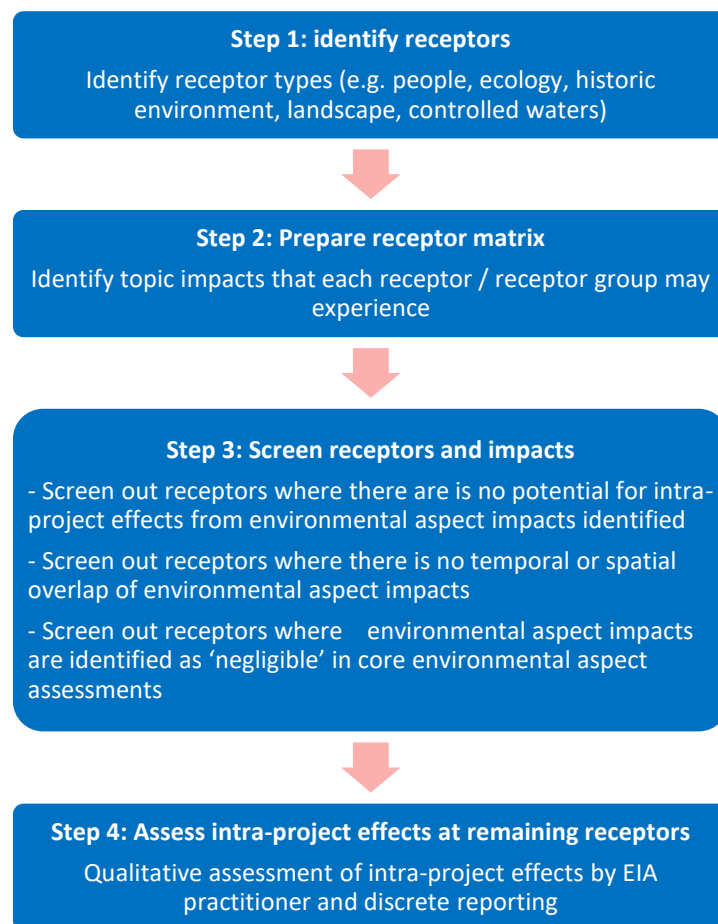 Step 1: identify receptors
Identify receptor types (e.g. people, ecology, historic
environment, landscape, controlled waters)
Step 2: Prepare receptor matrix
Identify topic impacts that each receptor / receptor group may
experience
Step 3: Screen receptors and impacts
- Screen out receptors where there are is no potential for intra-
project effects from environmental aspect impacts identified
- Screen out receptors where there is no temporal or spatial
overlap of environmental aspect impacts
- Screen out receptors where environmental aspect impacts
are identified as ‘negligible’ in core environmental aspect
assessments
Step 4: Assess intra-project effects at remaining receptors
Qualitative assessment of intra-project effects by EIA
practitioner and discrete reporting